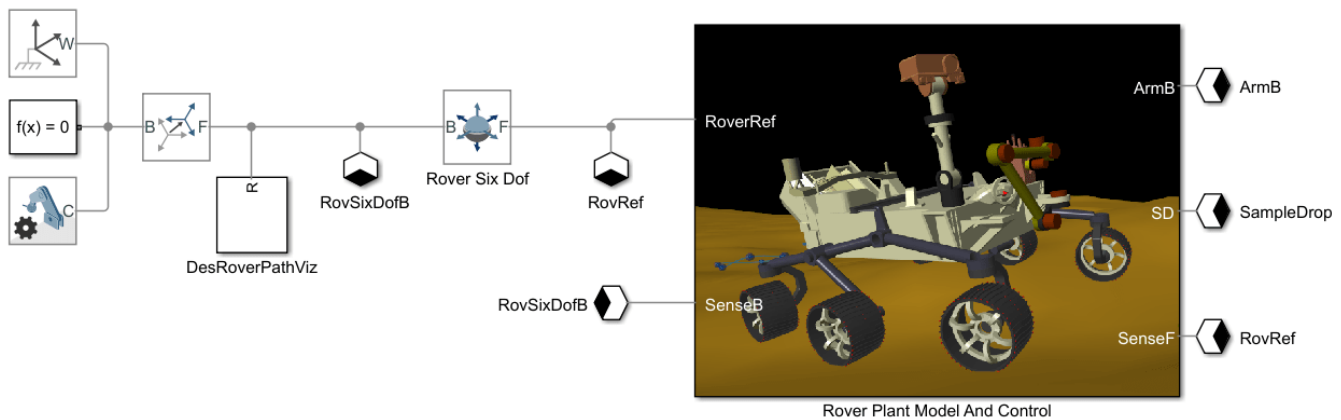 W
f(x) = 0
C
B
F
R
DesRoverPathViz
RovSixDofB
B
F
Rover Six Dof
RovRef
RovSixDofB
RoverRef
SenseB
ArmB
SD
SenseF
ArmB
SampleDrop
RovRef
Rover Plant Model And Control